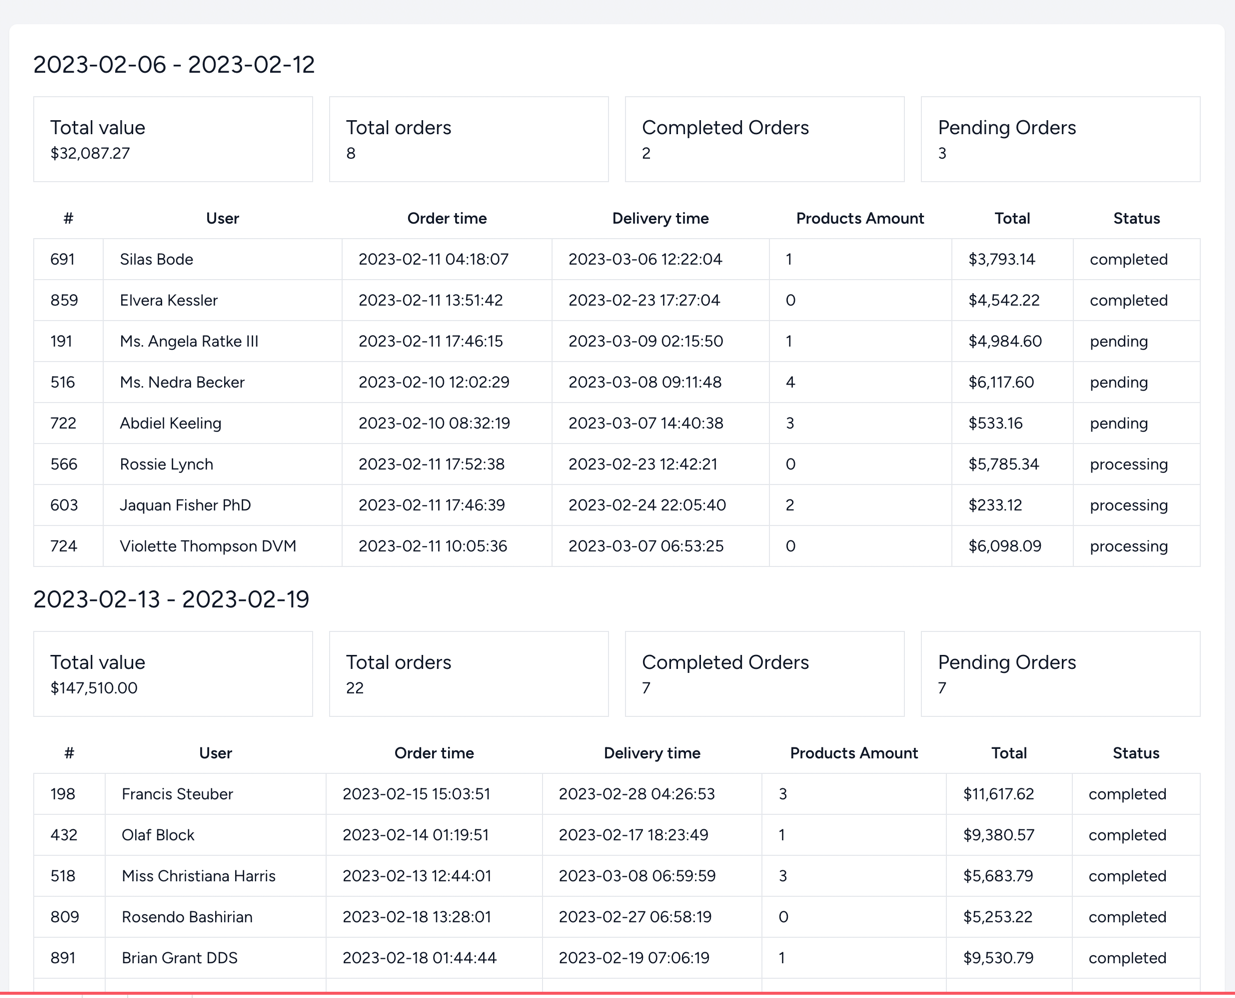 2023-02-06 - 2023-02-12
Total value Total orders Completed Orders Pending Orders
$32,087.27 8 2 3
# User Order time Delivery time Products Amount Total Status
691 Silas Bode 2023-02-11 04:18:07 2023-03-06 12:22:04 1 $3,793.14 completed
859 Elvera Kessler 2023-02-11 13:51:42 2023-02-23 17:27:04 0 $4,542.22 completed
191 Ms. Angela Ratke III 2023-02-11 17:46:15 2023-03-09 02:15:50 1 $4,984.60 pending
516 Ms. Nedra Becker 2023-02-10 12:02:29 2023-03-08 09:11:48 4 $6,117.60 pending
722 Abdiel Keeling 2023-02-10 08:32:19 2023-03-07 14:40:38 3 $533.16 pending
566 Rossie Lynch 2023-02-11 17:52:38 2023-02-23 12:42:21 0 $5,785.34 processing
603 Jaquan Fisher PhD 2023-02-11 17:46:39 2023-02-24 22:05:40 2 $233.12 processing
724 Violette Thompson DVM 2023-02-11 10:05:36 2023-03-07 06:53:25 0 $6,098.09 processing
2023-02-13 - 2023-02-19
Total value Total orders Completed Orders Pending Orders
$147,510.00 22 7 7
# User Order time Delivery time Products Amount Total Status
198 Francis Steuber 2023-02-15 15:03:51 2023-02-28 04:26:53 3 $11,617.62 completed
432 Olaf Block 2023-02-14 01:19:51 2023-02-17 18:23:49 1 $9,380.57 completed
518 Miss Christiana Harris 2023-02-13 12:44:01 2023-03-08 06:59:59 3 $5,683.79 completed
809 Rosendo Bashirian 2023-02-18 13:28:01 2023-02-27 06:58:19 0 $5,253.22 completed
891 Brian Grant DDS 2023-02-18 01:44:44 2023-02-19 07:06:19 1 $9,530.79 completed